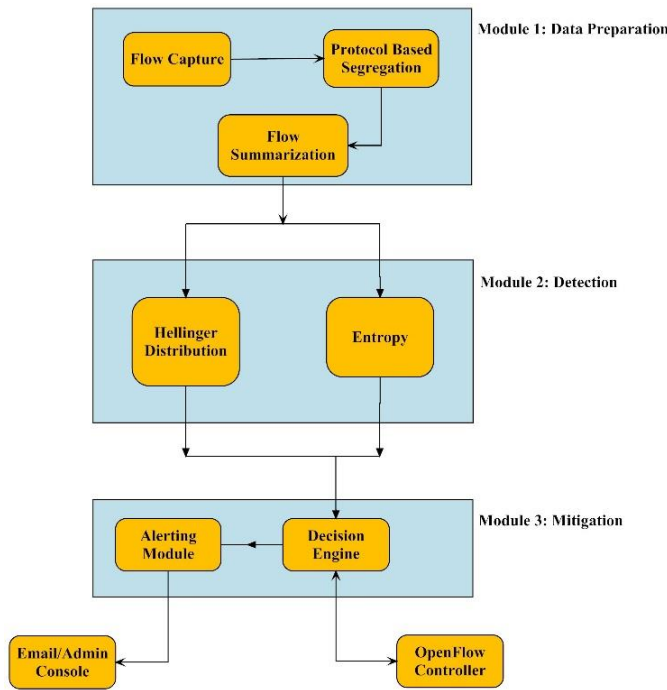 Module 1: Data Preparation
Flow Capture
Protocol Based
Segregation
Flow
Summarization
Module 2: Detection
Hellinger
Distribution
Entropy
Module 3: Mitigation
Alerting
Module
Decision
Engine
Email/Admin
Console
OpenFlow
Controller